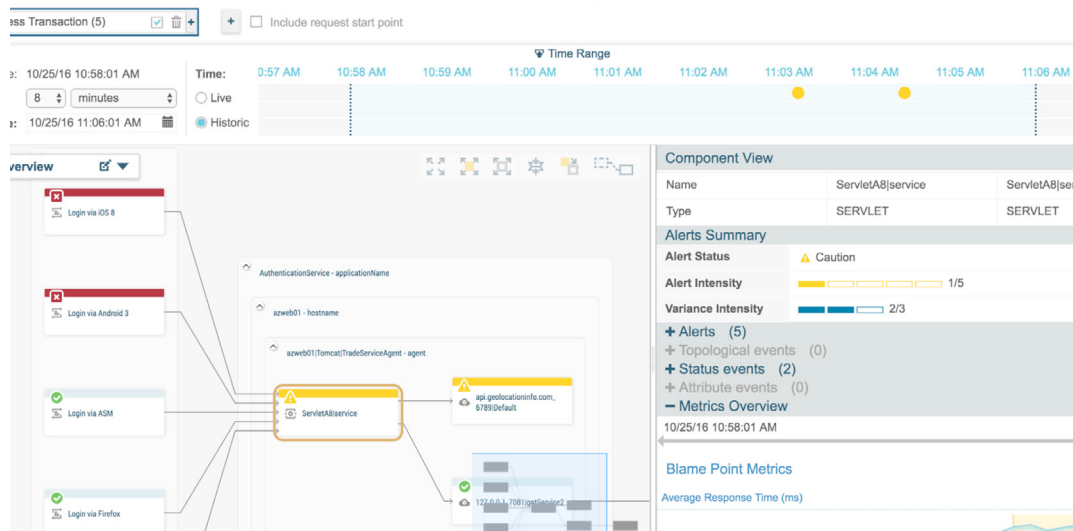 ess Transaction (5)
+
+
Include request start point
Time Range
e: 10/25/16 10:58:01 AM
Time:
0:57 AM 10:58 AM 10:59 AM 11:00 AM 11:01 AM 11:02 AM 11:03 AM 11:04 AM 11:05 AM 11:06 AM
8 minutes
Live
e: 10/25/16 11:06:01 AM
Historic
verview
Login via iOS 8
Login via Android 3
Login via ASM
Login via Firefox
AuthenticationService - applicationName
azweb01 - hostname
azweb01|Tomcat|TradeServiceAgent - agent
ServletA8|service
api.geolocationinfo.com_
6789|Default
127.0.0.1_7081|getService2
Component View
Name ServletA8|service ServletA8|se
Type SERVLET SERVLET
Alerts Summary
Alert Status Caution
Alert Intensity 1/5
Variance Intensity 2/3
+ Alerts (5)
+ Topological events (0)
+ Status events (2)
+ Attribute events (0)
− Metrics Overview
10/25/16 10:58:01 AM
Blame Point Metrics
Average Response Time (ms)